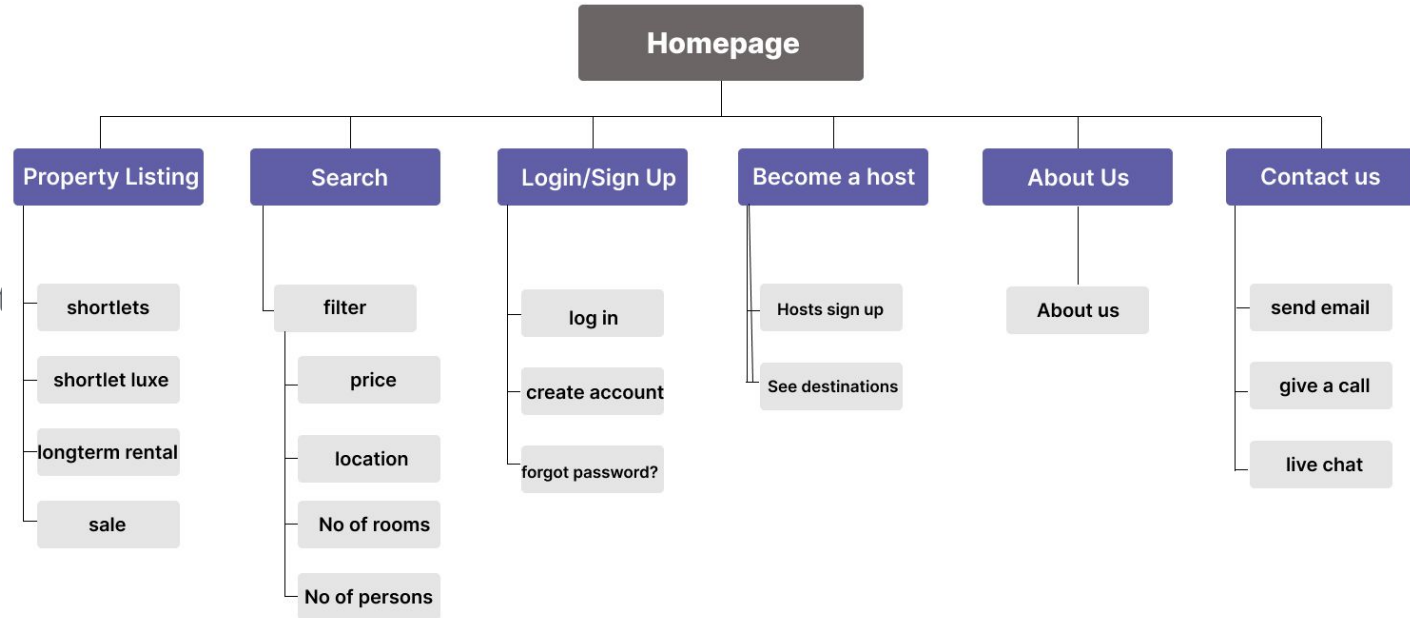 Homepage
Property Listing
Search
Login/Sign Up
Become a host
About Us
Contact us
shortlets
shortlet luxe
longterm rental
sale
filter
price
location
No of rooms
No of persons
log in
create account
forgot password?
Hosts sign up
See destinations
About us
send email
give a call
live chat